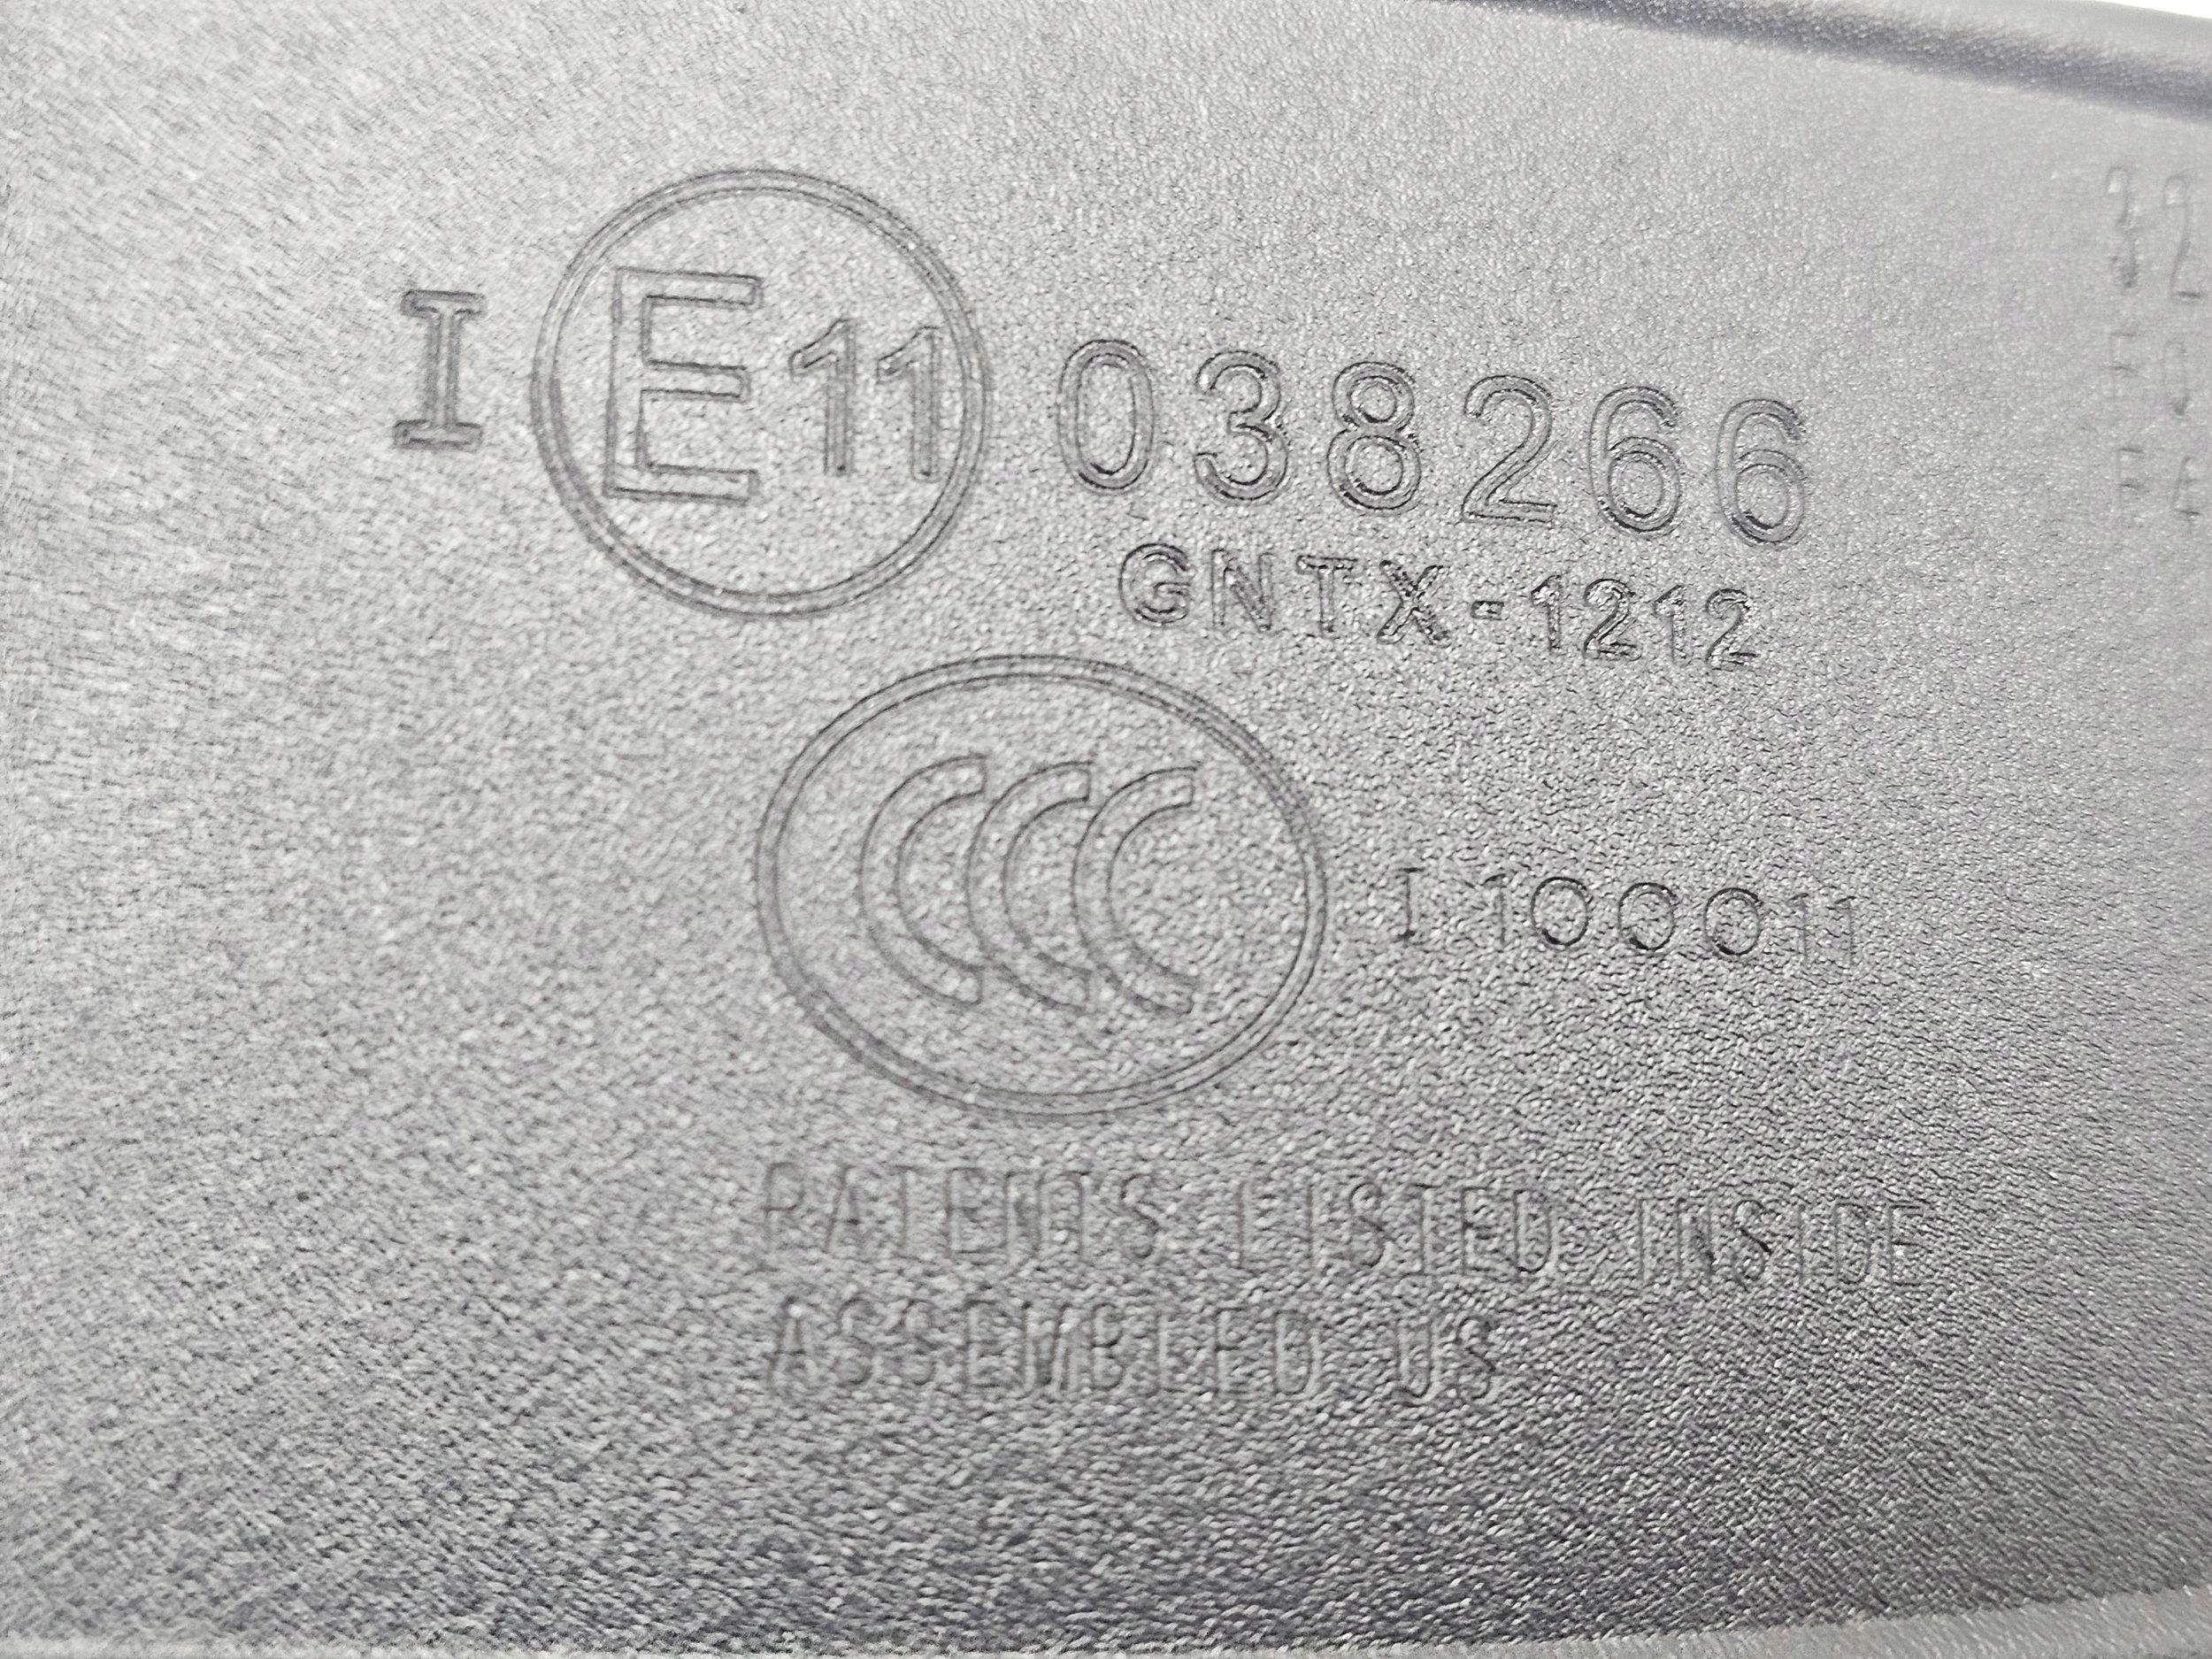 I E11 038266
GNTX-1212
CCC I 100011
PATENTS LISTED INSIDE
ASSEMBLED US